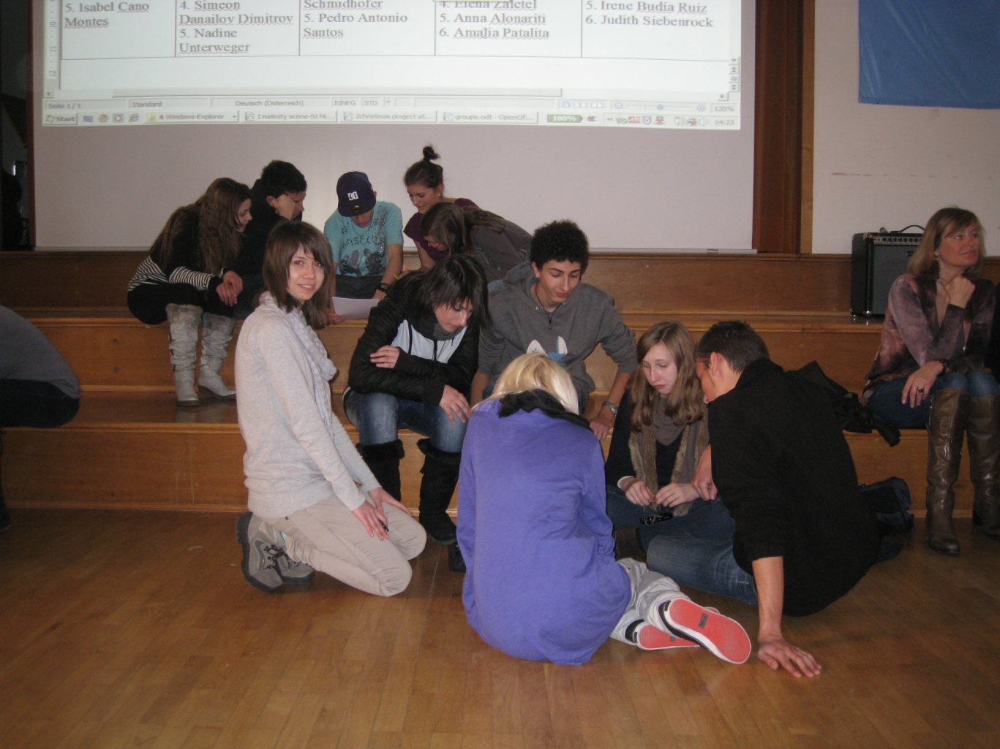 5. Isabel Cano
Montes
4. Simeon
Danailov Dimitrov
5. Nadine
Unterweger
Schmidhofer
5. Pedro Antonio
Santos
4. Elena Zaletel
5. Anna Alonariti
6. Amalia Patalita
5. Irene Budía Ruiz
6. Judith Siebenrock
Seite 1 / 1 Standard Deutsch (Österreich) EINFG STD * 120%
Start 4 Windows-Explorer 1 nativity scene-St Ni... 2christmas project at... groups.odt - OpenOf... 100% ATI 14:23
DC